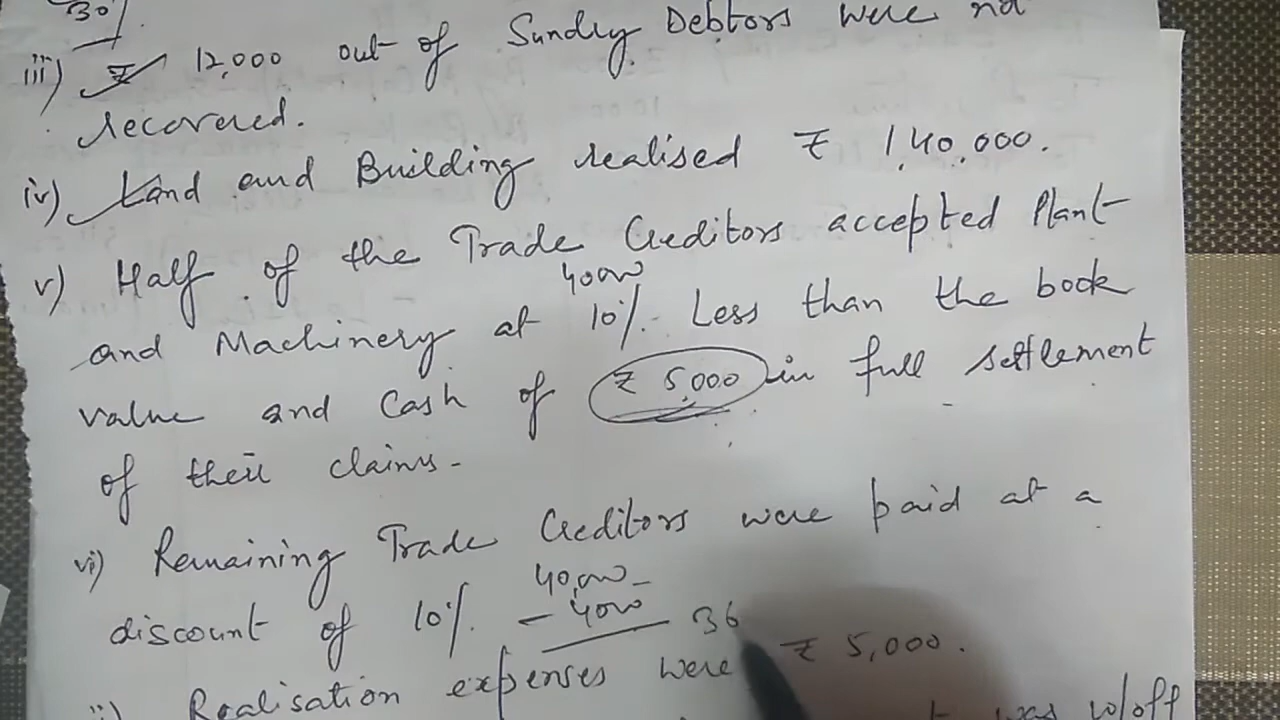 30%
iii) ₹ 12,000 out of Sundry Debtors were not
recovered.
iv) Land and Building realised ₹ 1,40,000.
v) Half of the Trade Creditors accepted Plant
4000
and Machinery at 10% Less than the book
value and Cash of ₹ 5,000 in full settlement
of their claims.
vi) Remaining Trade Creditors were paid at a
40,000
discount of 10% - 4000 36
Realisation expenses were ₹ 5,000.
was w/off